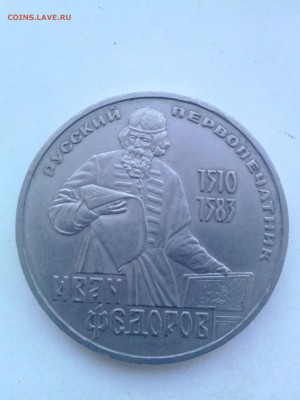 COINS.LAVE.RU
РУССКИЙ ПЕРВОПЕЧАТНИК
1510
1583
ИВАН
ФЕДОРОВ